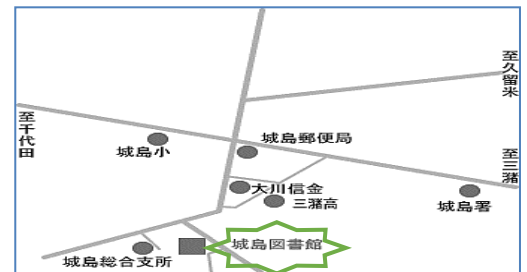 至久留米
至千代田
城島小
城島郵便局
至三潴
大川信金
三潴高
城島署
城島図書館
城島総合支所